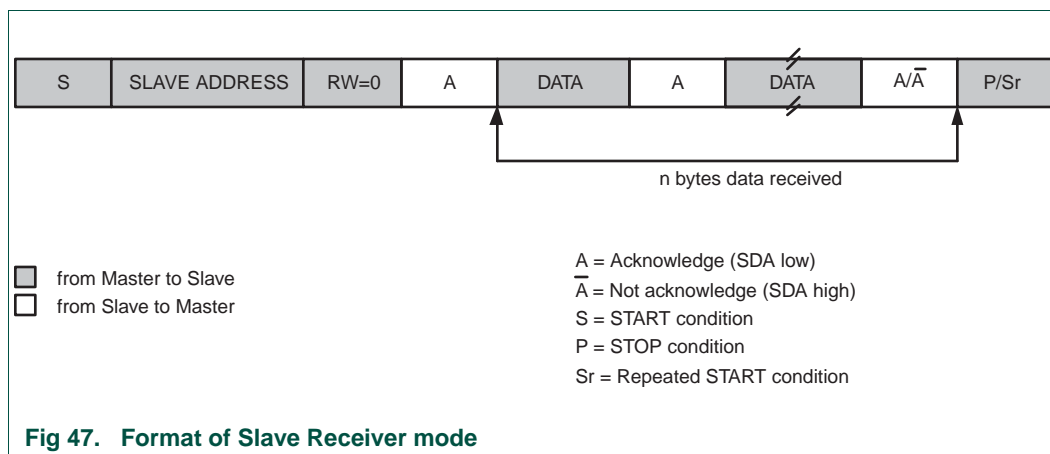 S SLAVE ADDRESS RW=0 A DATA A DATA A/A̅ P/Sr
n bytes data received
from Master to Slave
from Slave to Master
A = Acknowledge (SDA low)
A̅ = Not acknowledge (SDA high)
S = START condition
P = STOP condition
Sr = Repeated START condition
Fig 47. Format of Slave Receiver mode